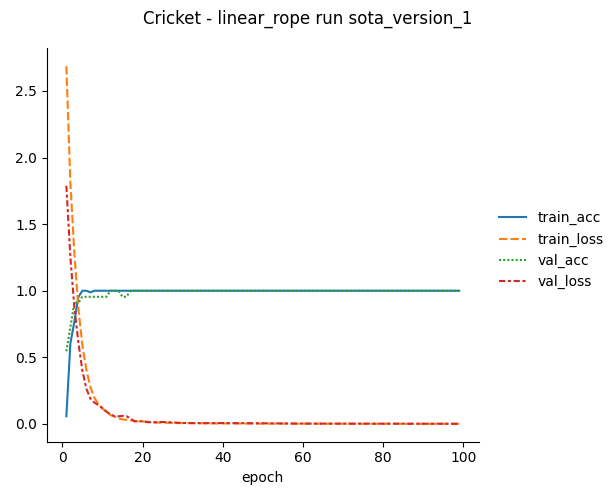 Cricket - linear_rope run sota_version_1
2.5
2.0
1.5
1.0
0.5
0.0
0 20 40 60 80 100
epoch
train_acc
train_loss
val_acc
val_loss